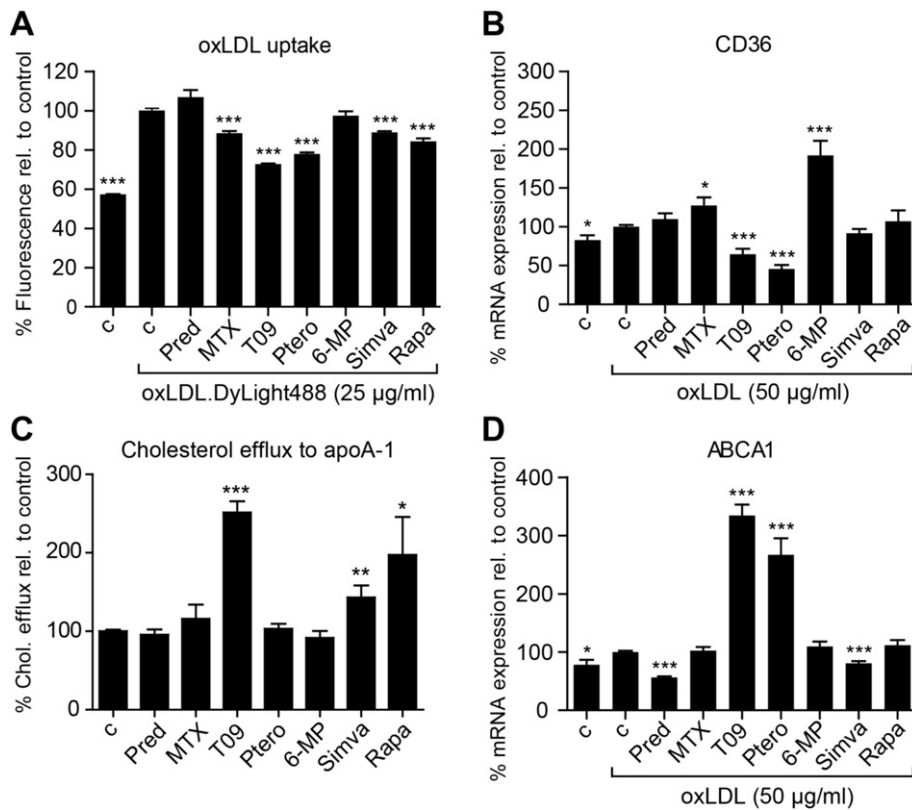 A
oxLDL uptake
% Fluorescence rel. to control
120
100
80
60
40
20
0
***
***
***
***
***
***
c
c
Pred
MTX
T09
Ptero
6-MP
Simva
Rapa
oxLDL.DyLight488 (25 µg/ml)
B
CD36
% mRNA expression rel. to control
300
250
200
150
100
50
0
*
*
***
***
***
c
c
Pred
MTX
T09
Ptero
6-MP
Simva
Rapa
oxLDL (50 µg/ml)
C
Cholesterol efflux to apoA-1
% Chol. efflux rel. to control
300
200
100
0
***
**
*
c
Pred
MTX
T09
Ptero
6-MP
Simva
Rapa
D
ABCA1
% mRNA expression rel. to control
400
300
200
100
0
*
***
***
***
***
c
c
Pred
MTX
T09
Ptero
6-MP
Simva
Rapa
oxLDL (50 µg/ml)